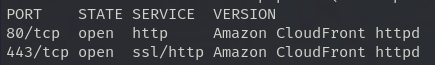 PORT    STATE SERVICE  VERSION
80/tcp  open  http     Amazon CloudFront httpd
443/tcp open  ssl/http Amazon CloudFront httpd